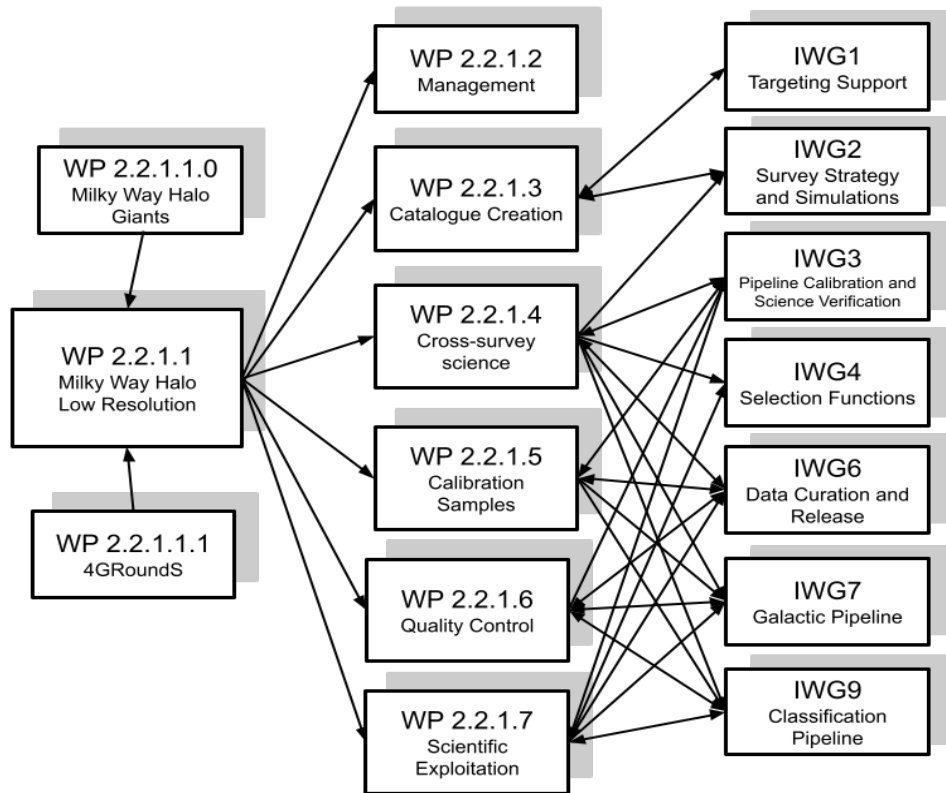 WP 2.2.1.1.0
Milky Way Halo
Giants
WP 2.2.1.1
Milky Way Halo
Low Resolution
WP 2.2.1.1.1
4GRoundS
WP 2.2.1.2
Management
WP 2.2.1.3
Catalogue Creation
WP 2.2.1.4
Cross-survey
science
WP 2.2.1.5
Calibration
Samples
WP 2.2.1.6
Quality Control
WP 2.2.1.7
Scientific
Exploitation
IWG1
Targeting Support
IWG2
Survey Strategy
and Simulations
IWG3
Pipeline Calibration and
Science Verification
IWG4
Selection Functions
IWG6
Data Curation and
Release
IWG7
Galactic Pipeline
IWG9
Classification
Pipeline